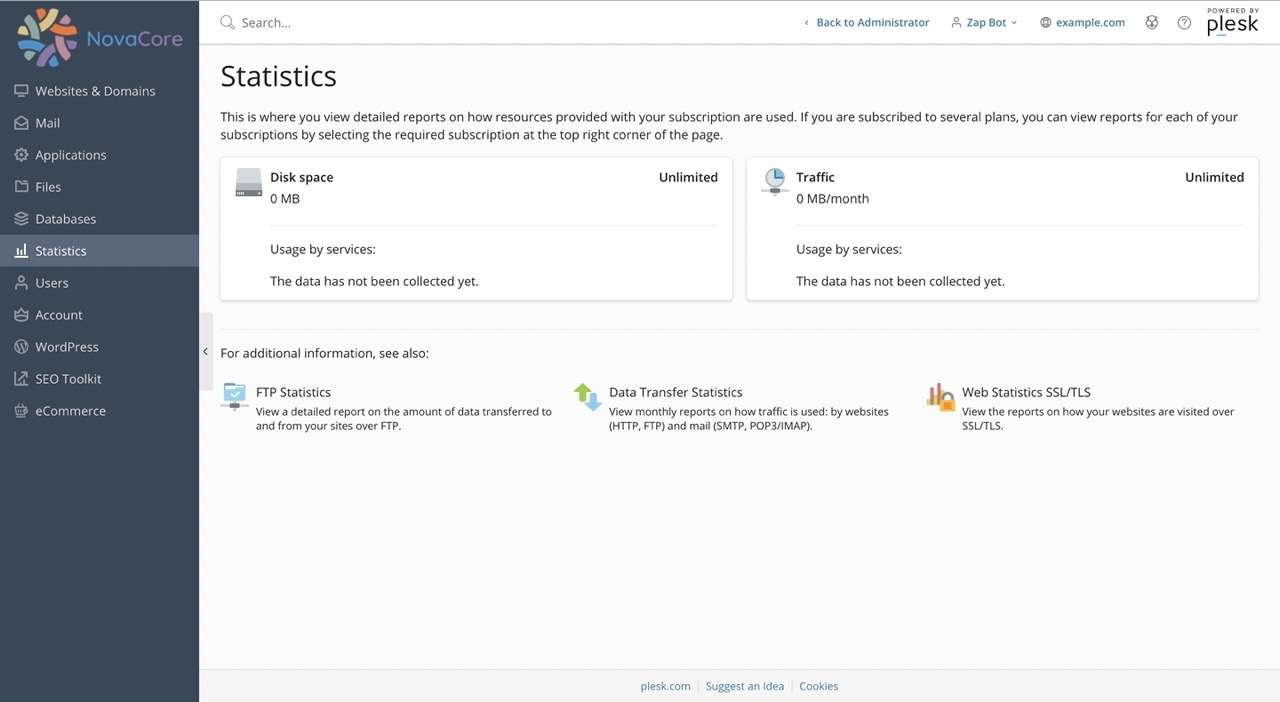 NovaCore
Search...
Back to Administrator
Zap Bot
example.com
POWERED BY
plesk
Websites & Domains
Mail
Applications
Files
Databases
Statistics
Users
Account
WordPress
SEO Toolkit
eCommerce
Statistics
This is where you view detailed reports on how resources provided with your subscription are used. If you are subscribed to several plans, you can view reports for each of your
subscriptions by selecting the required subscription at the top right corner of the page.
Disk space
Unlimited
0 MB
Usage by services:
The data has not been collected yet.
Traffic
Unlimited
0 MB/month
Usage by services:
The data has not been collected yet.
For additional information, see also:
FTP Statistics
View a detailed report on the amount of data transferred to
and from your sites over FTP.
Data Transfer Statistics
View monthly reports on how traffic is used: by websites
(HTTP, FTP) and mail (SMTP, POP3/IMAP).
Web Statistics SSL/TLS
View the reports on how your websites are visited over
SSL/TLS.
plesk.com
Suggest an Idea
Cookies